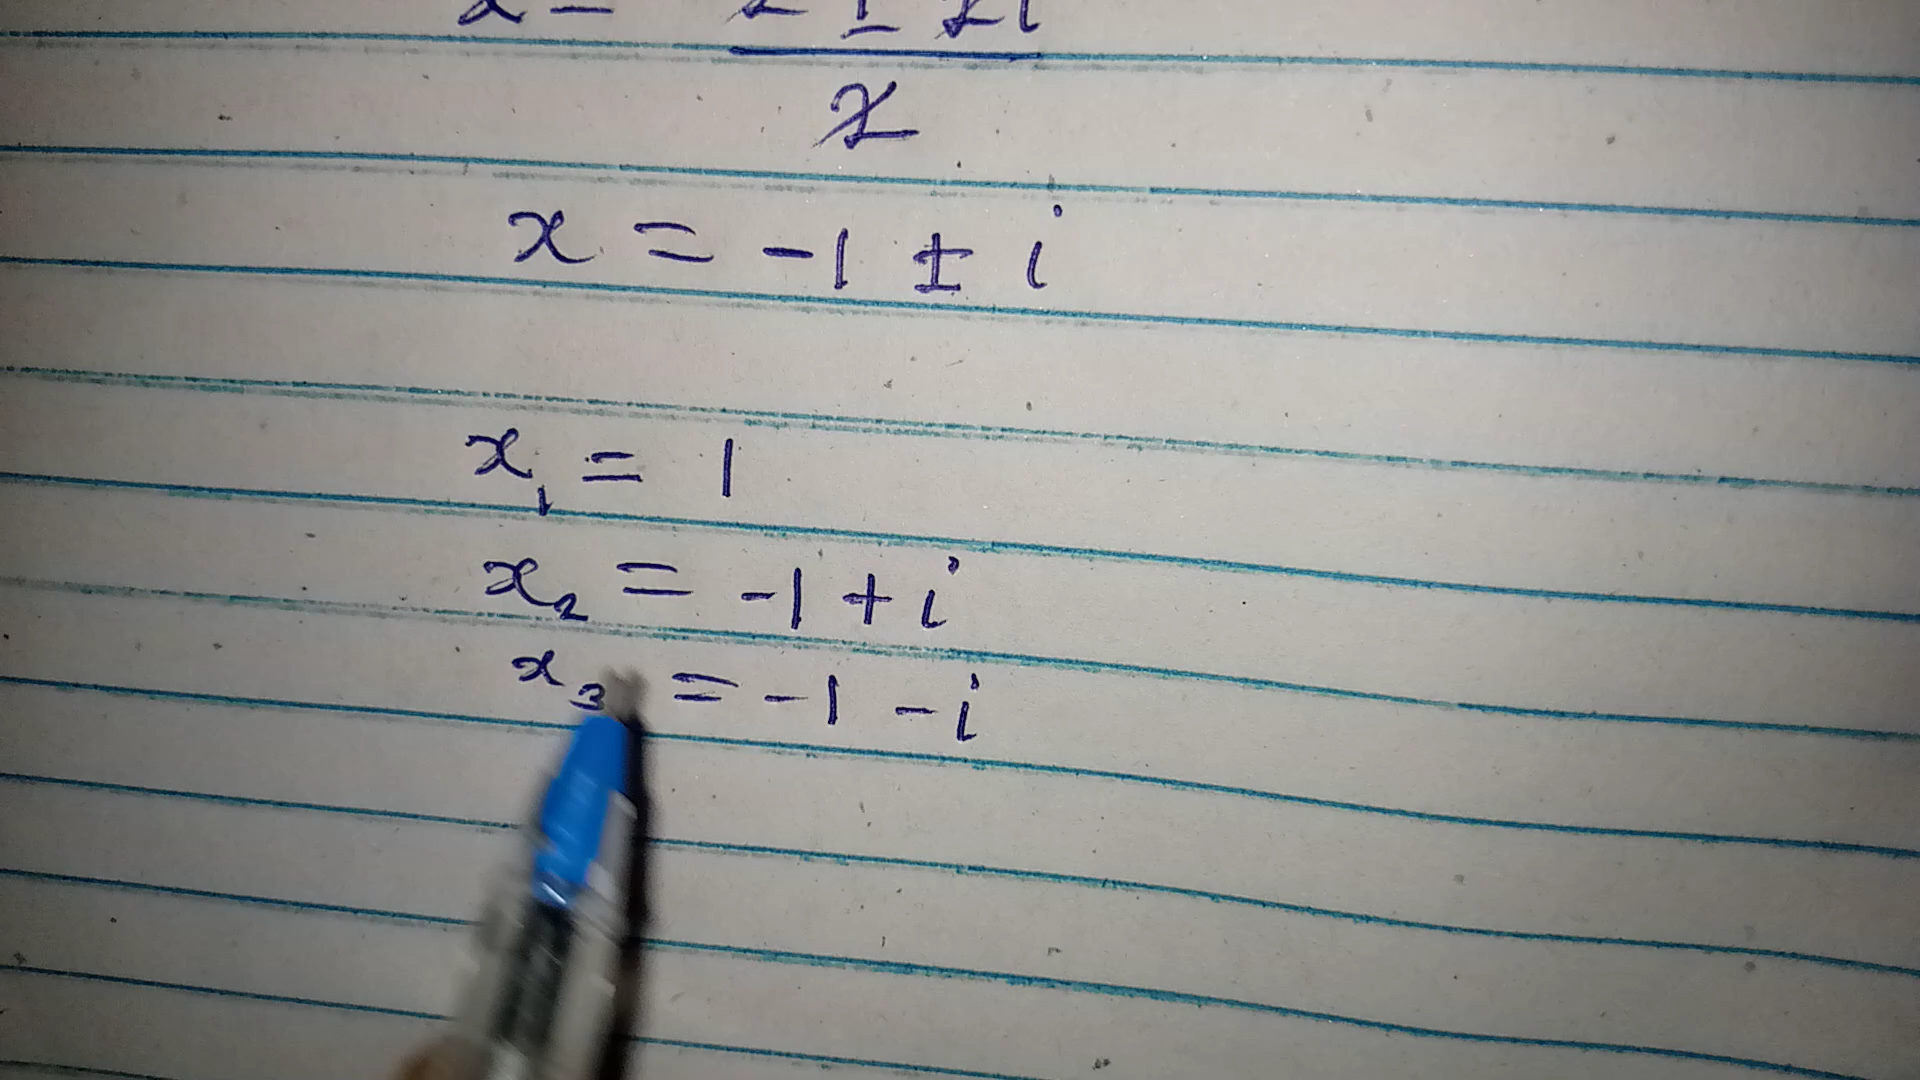 2
x = -1 ± i
x₁ = 1
x₂ = -1 + i
x₃ = -1 - i